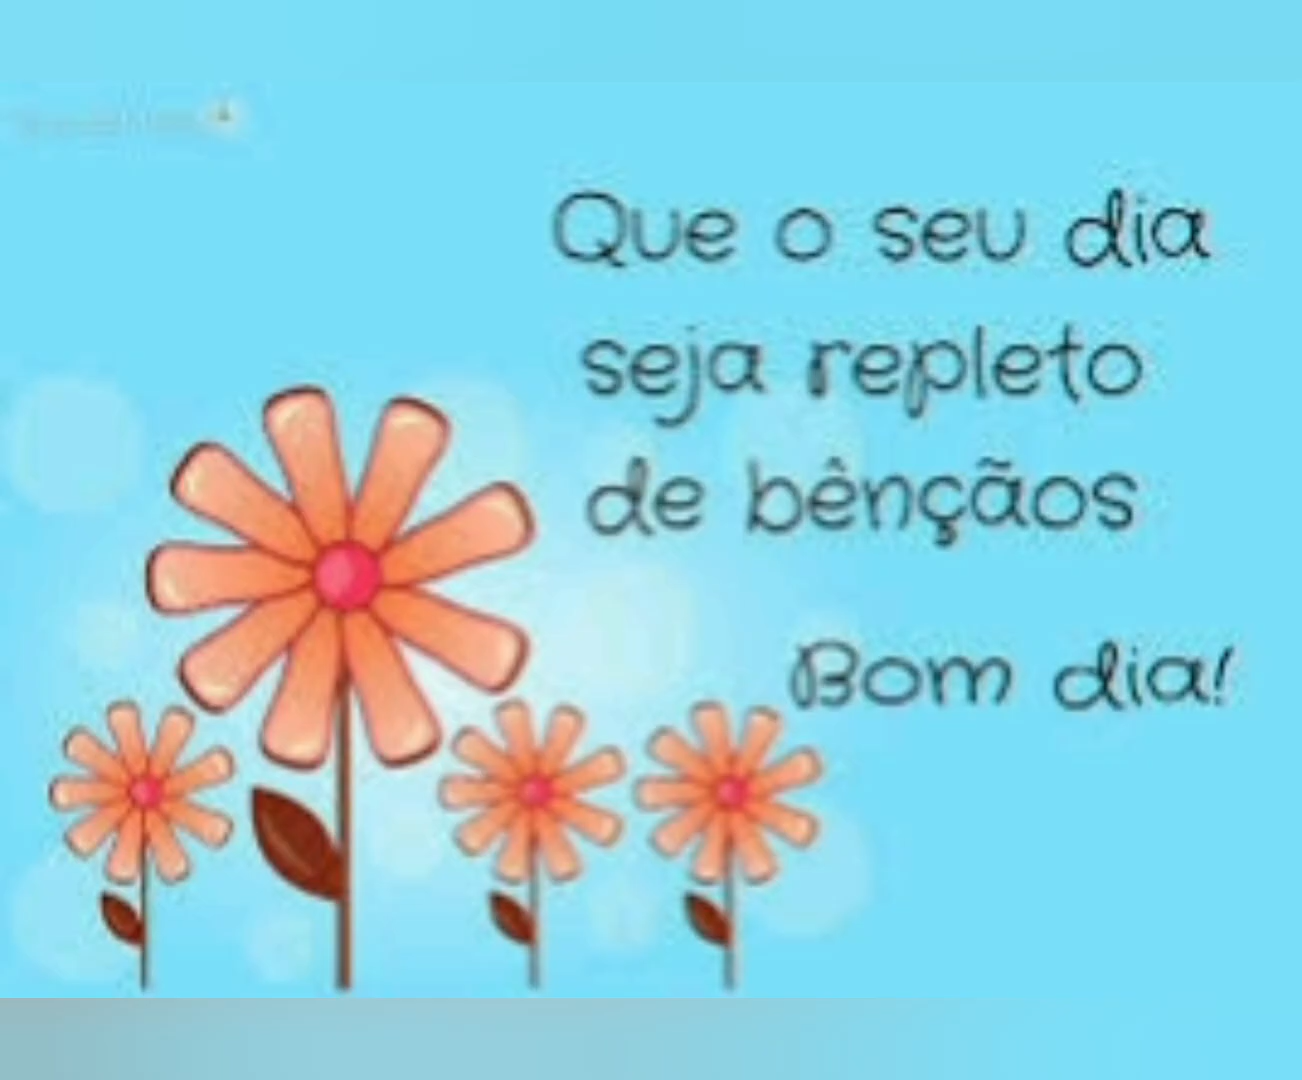 Que o seu dia
seja repleto
de bênçãos
Bom dia!